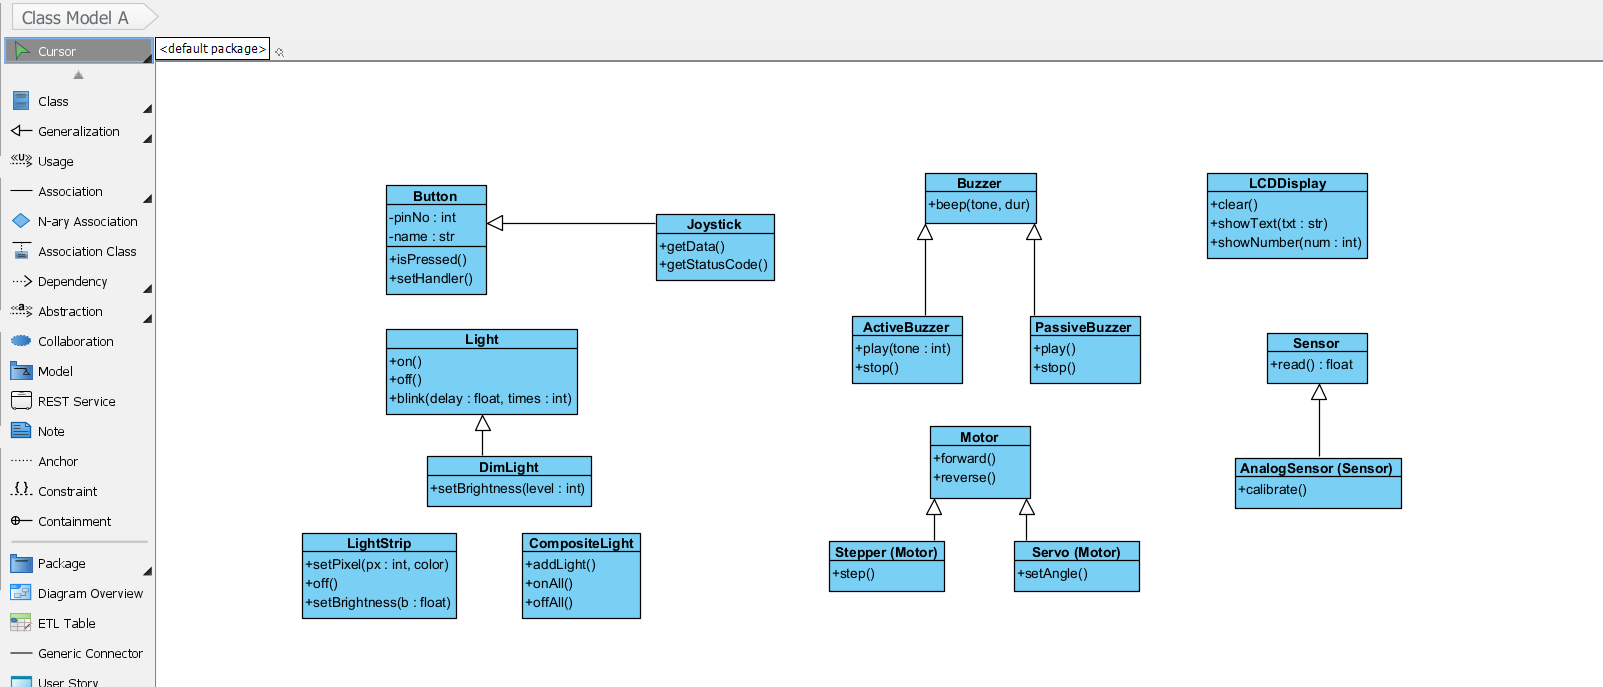 Class Model A
Cursor
<default package>
Class
Generalization
«U»
Usage
Association
N-ary Association
Association Class
Dependency
«a»
Abstraction
Collaboration
Model
REST Service
Note
Anchor
{}
Constraint
Containment
Package
Diagram Overview
ETL Table
Generic Connector
User Story
Button
-pinNo : int
-name : str
+isPressed()
+setHandler()
Joystick
+getData()
+getStatusCode()
Buzzer
+beep(tone, dur)
LCDDisplay
+clear()
+showText(txt : str)
+showNumber(num : int)
Light
+on()
+off()
+blink(delay : float, times : int)
ActiveBuzzer
+play(tone : int)
+stop()
PassiveBuzzer
+play()
+stop()
Sensor
+read() : float
DimLight
+setBrightness(level : int)
Motor
+forward()
+reverse()
AnalogSensor (Sensor)
+calibrate()
LightStrip
+setPixel(px : int, color)
+off()
+setBrightness(b : float)
CompositeLight
+addLight()
+onAll()
+offAll()
Stepper (Motor)
+step()
Servo (Motor)
+setAngle()